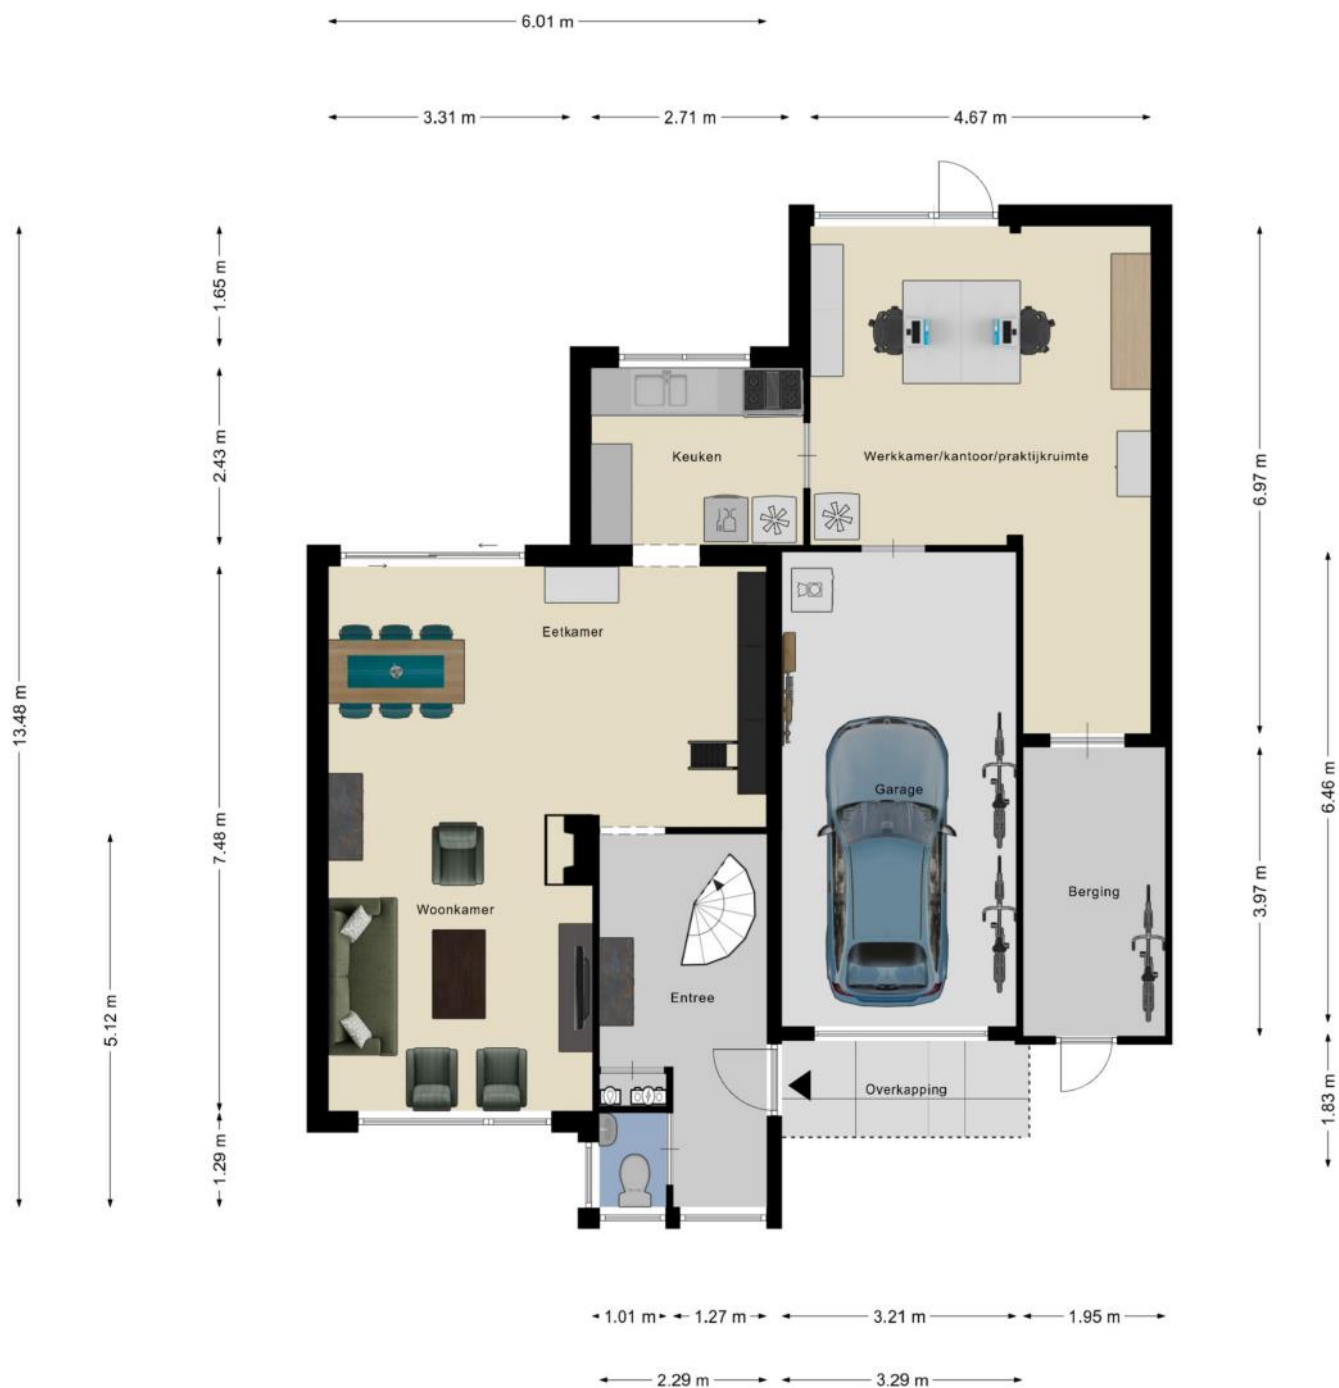 6.01 m
3.31 m
2.71 m
4.67 m
1.65 m
2.43 m
Keuken
Werkkamer/kantoor/praktijkruimte
6.97 m
Eetkamer
13.48 m
7.48 m
Garage
6.46 m
Berging
3.97 m
Woonkamer
Entree
5.12 m
Overkapping
1.83 m
1.29 m
1.01 m
1.27 m
3.21 m
1.95 m
2.29 m
3.29 m